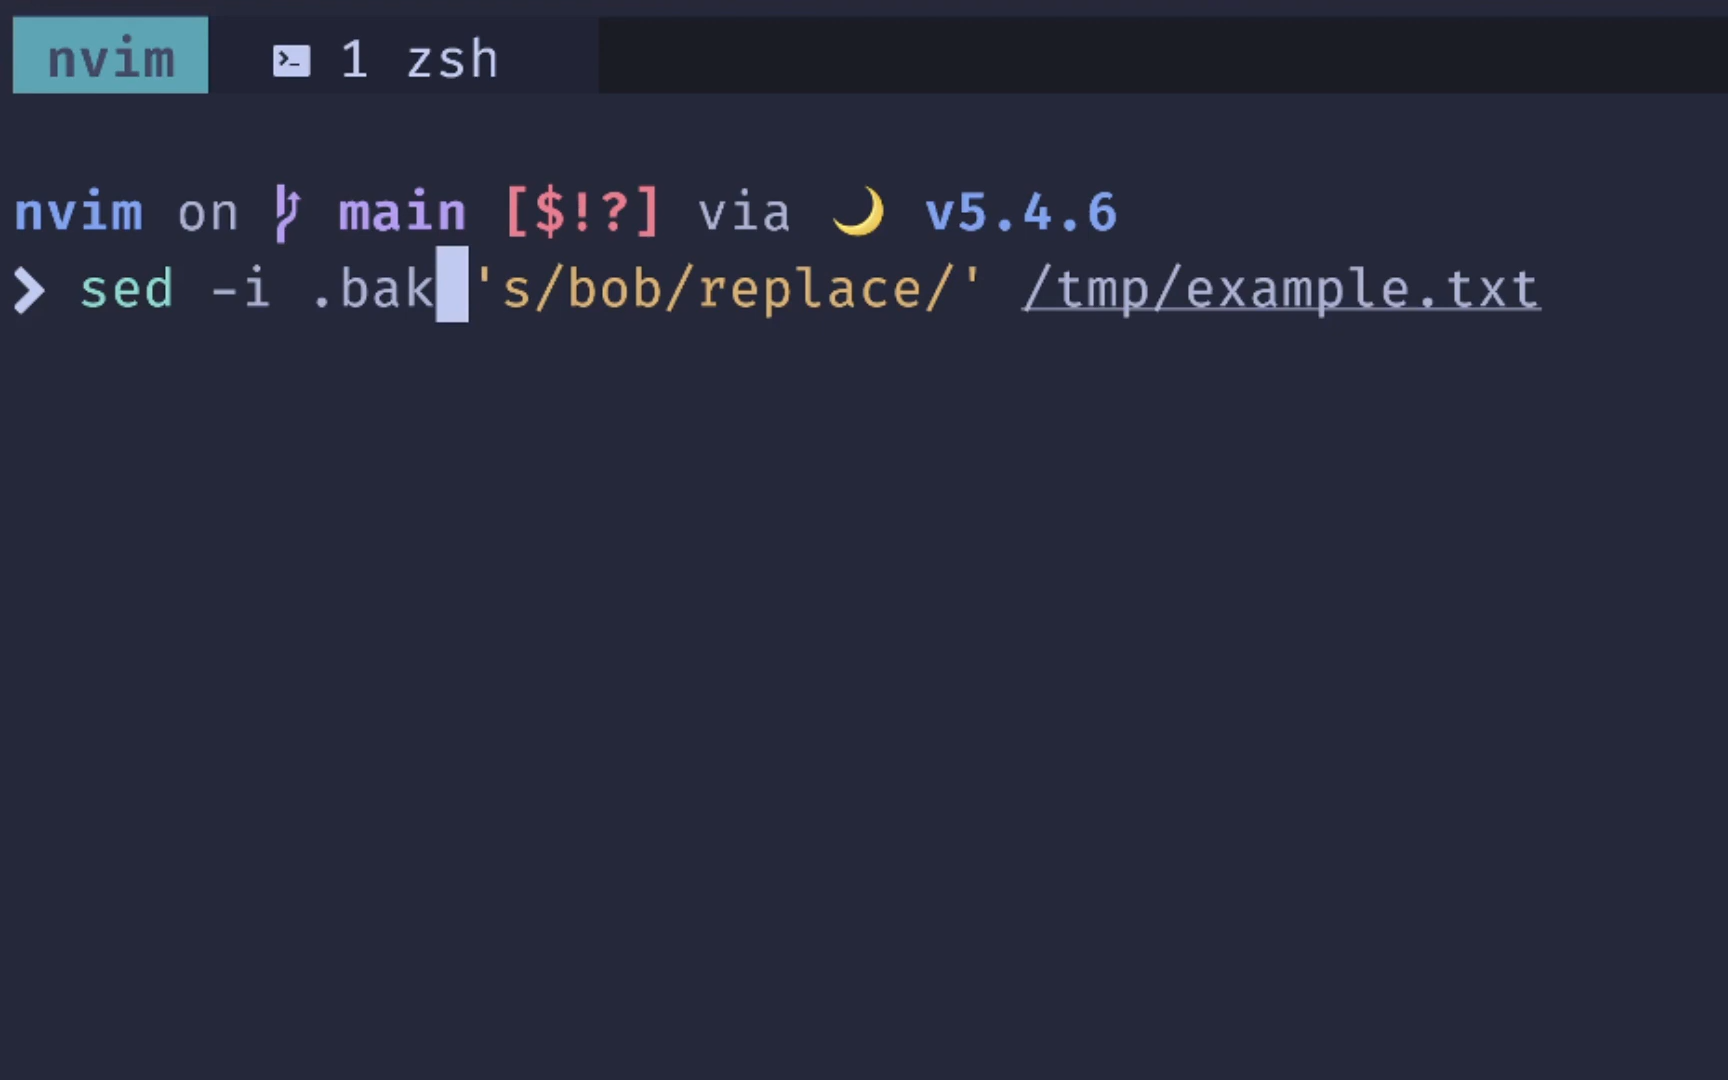 nvim 1 zsh
nvim on main [$!?] via 🌙 v5.4.6
❯ sed -i .bak 's/bob/replace/' /tmp/example.txt